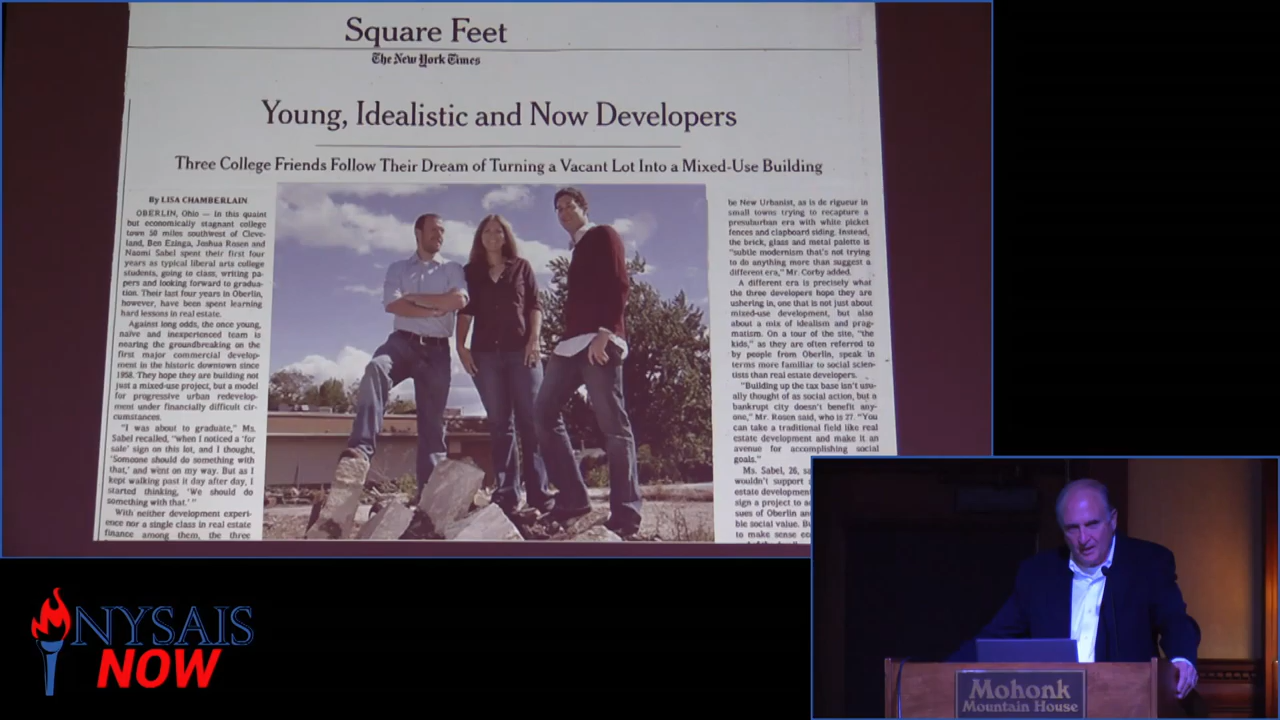 Square Feet
The New York Times
Young, Idealistic and Now Developers
Three College Friends Follow Their Dream of Turning a Vacant Lot Into a Mixed-Use Building
By LISA CHAMBERLAIN
OBERLIN, Ohio — In this quaint
but economically stagnant college
town 50 miles southwest of Cleve-
land, Ben Ezinga, Joshua Rosen and
Naomi Sabel spent their first four
years as typical liberal arts college
students, going to class, writing pa-
pers and looking forward to gradua-
tion. Their last four years in Oberlin,
however, have been spent learning
hard lessons in real estate.
Against long odds, the once young,
naïve and inexperienced team is
nearing the groundbreaking on the
first major commercial develop-
ment in the historic downtown since
1958. They hope they are building not
just a mixed-use project, but a model
for progressive urban redevelop-
ment under financially difficult cir-
cumstances.
"I was about to graduate," Ms.
Sabel recalled, "when I noticed a 'for
sale' sign on this lot, and I thought,
'Someone should do something with
that,' and went on my way. But as I
kept walking past it day after day, I
started thinking, 'We should do
something with that.' "
With neither development experi-
ence nor a single class in real estate
finance among them, the three
be New Urbanist, as is de rigueur in
small towns trying to recapture a
presuburban era with white picket
fences and clapboard siding. Instead,
the brick, glass and metal palette is
"subtle modernism that's not trying
to do anything more than suggest a
different era," Mr. Corby added.
A different era is precisely what
the three developers hope they are
ushering in, one that is not just about
mixed-use development, but also
about a mix of idealism and prag-
matism. On a tour of the site, "the
kids," as they are often referred to
by people from Oberlin, speak in
terms more familiar to social scien-
tists than real estate developers.
"Building up the tax base isn't usu-
ally thought of as social action, but a
bankrupt city doesn't benefit any-
one," Mr. Rosen said, who is 27. "You
can take a traditional field like real
estate development and make it an
avenue for accomplishing social
goals."
Ms. Sabel, 26, sa
wouldn't support
estate development
sign a project to
sues of Oberlin
ble social value.
to make sense
NYSAIS
NOW
Mohonk
Mountain House